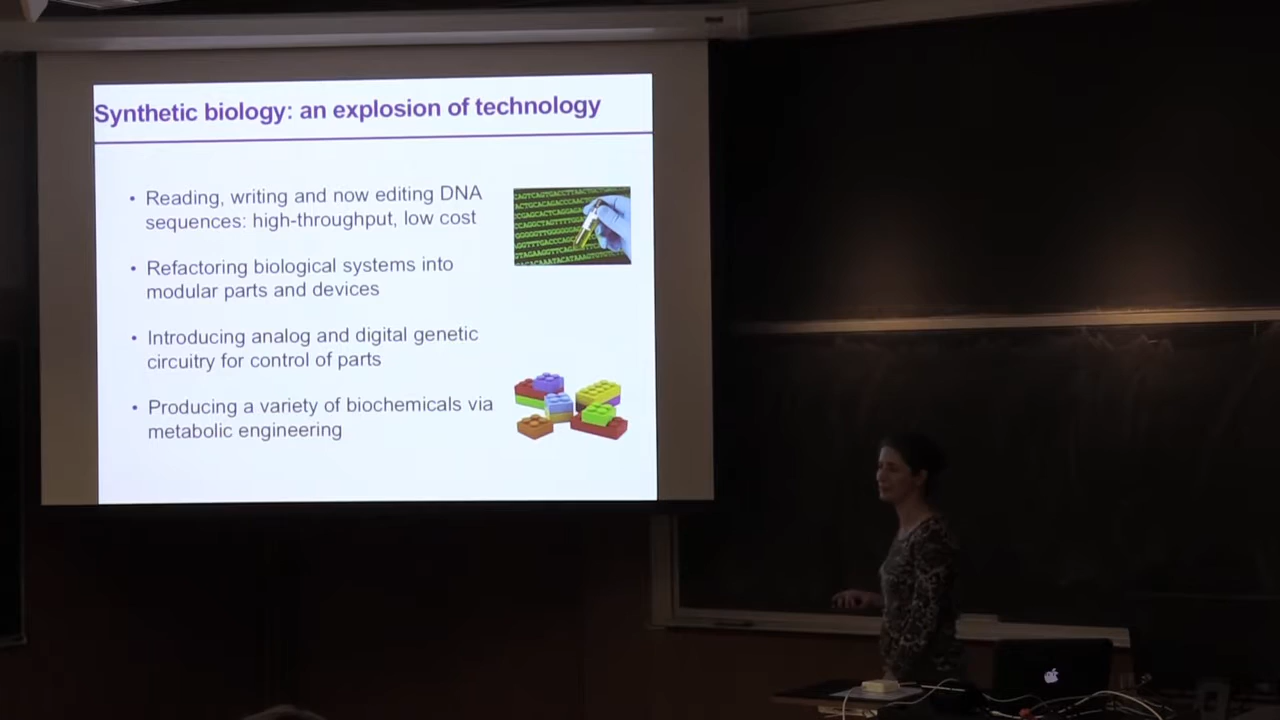 Synthetic biology: an explosion of technology
• Reading, writing and now editing DNA
sequences: high-throughput, low cost
• Refactoring biological systems into
modular parts and devices
• Introducing analog and digital genetic
circuitry for control of parts
• Producing a variety of biochemicals via
metabolic engineering